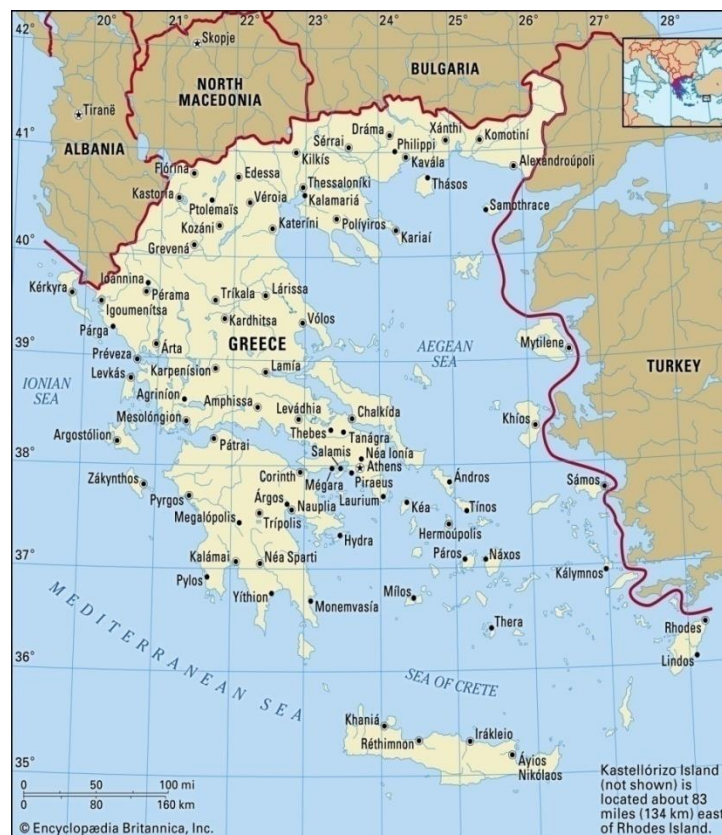 19 20 21 22 23 24 25 26 27 28
42°
Skopje
NORTH
MACEDONIA
BULGARIA
Tiranë
ALBANIA
41°
Xánthi
Komotiní
Dráma
Philippi
Sérrai
Kavála
Alexandroúpoli
Kilkís
Flórina
Edessa
Thessaloníki
Kalamariá
Thásos
Kastoria
Ptolemaïs
Véroia
Samothrace
Kozáni
Kateríni
Políyiros
Kariaí
40°
Grevená
Ioánnina
Kérkyra
Pérama
Igoumenítsa
Tríkala
Lárissa
Kardhítsa
Vólos
Párga
39°
Préveza
Árta
GREECE
AEGEAN
SEA
Mytilene
TURKEY
Levkás
Karpenísion
Lamía
IONIAN
SEA
Agriníon
Amphissa
Levádhia
Chalkída
Mesolóngion
Thebes
Tanágra
Khíos
Argostólion
38°
Pátrai
Salamis
Néa Ionía
Athens
Corinth
Mégara
Piraeus
Ándros
Sámos
Zákynthos
Pyrgos
Árgos
Nauplia
Laurium
Kéa
Tínos
Megalópolis
Trípolis
Hermoúpolis
37°
Hydra
Kalámai
Néa Sparti
Páros
Náxos
Kálymnos
Pylos
Yíthion
Monemvasía
Mílos
Thera
Rhodes
Lindos
MEDITERRANEAN SEA
36°
SEA OF CRETE
Khaniá
Réthimnon
Irákleio
Áyios
Nikólaos
35°
0 50 100 mi
0 80 160 km
Kastellórizo Island
(not shown) is
located about 83
miles (134 km) east
of Rhodes Island.
© Encyclopædia Britannica, Inc.